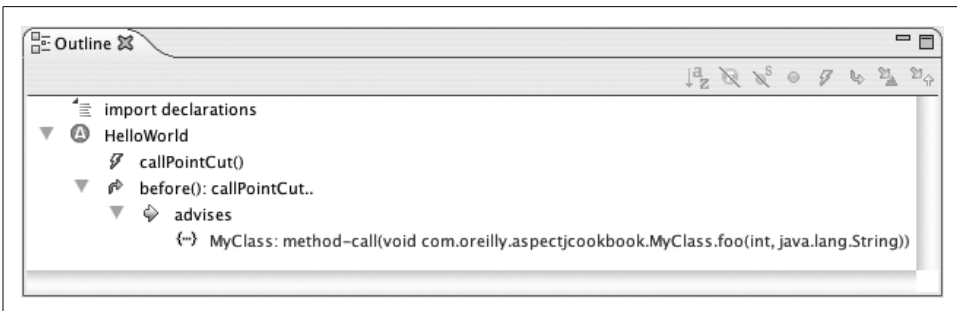 Outline
import declarations
HelloWorld
callPointCut()
before(): callPointCut..
advises
MyClass: method-call(void com.oreilly.aspectjcookbook.MyClass.foo(int, java.lang.String))